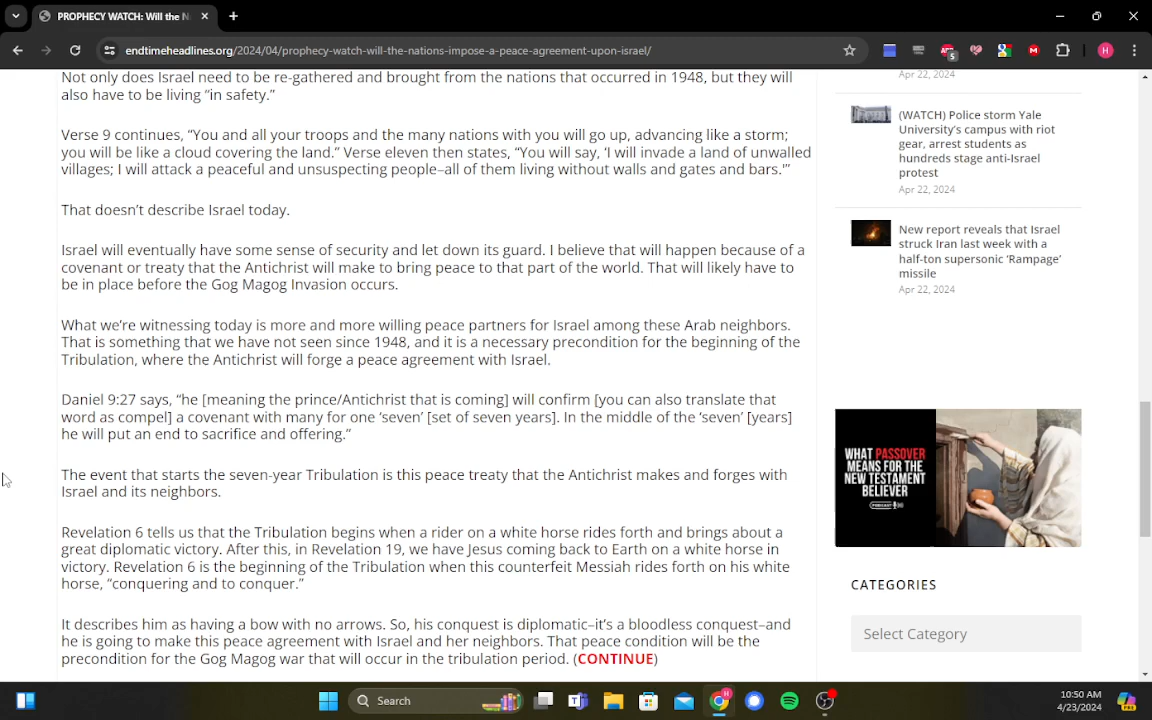 PROPHECY WATCH: Will the N
endtimeheadlines.org/2024/04/prophecy-watch-will-the-nations-impose-a-peace-agreement-upon-israel/
5
M
H
Not only does Israel need to be re-gathered and brought from the nations that occurred in 1948, but they will
also have to be living “in safety.”
Verse 9 continues, “You and all your troops and the many nations with you will go up, advancing like a storm;
you will be like a cloud covering the land.” Verse eleven then states, “You will say, ‘I will invade a land of unwalled
villages; I will attack a peaceful and unsuspecting people–all of them living without walls and gates and bars.’”
That doesn’t describe Israel today.
Israel will eventually have some sense of security and let down its guard. I believe that will happen because of a
covenant or treaty that the Antichrist will make to bring peace to that part of the world. That will likely have to
be in place before the Gog Magog Invasion occurs.
What we’re witnessing today is more and more willing peace partners for Israel among these Arab neighbors.
That is something that we have not seen since 1948, and it is a necessary precondition for the beginning of the
Tribulation, where the Antichrist will forge a peace agreement with Israel.
Daniel 9:27 says, “he [meaning the prince/Antichrist that is coming] will confirm [you can also translate that
word as compel] a covenant with many for one ‘seven’ [set of seven years]. In the middle of the ‘seven’ [years]
he will put an end to sacrifice and offering.”
The event that starts the seven-year Tribulation is this peace treaty that the Antichrist makes and forges with
Israel and its neighbors.
Revelation 6 tells us that the Tribulation begins when a rider on a white horse rides forth and brings about a
great diplomatic victory. After this, in Revelation 19, we have Jesus coming back to Earth on a white horse in
victory. Revelation 6 is the beginning of the Tribulation when this counterfeit Messiah rides forth on his white
horse, “conquering and to conquer.”
It describes him as having a bow with no arrows. So, his conquest is diplomatic–it’s a bloodless conquest–and
he is going to make this peace agreement with Israel and her neighbors. That peace condition will be the
precondition for the Gog Magog war that will occur in the tribulation period. (CONTINUE)
Apr 22, 2024
(WATCH) Police storm Yale
University’s campus with riot
gear, arrest students as
hundreds stage anti-Israel
protest
Apr 22, 2024
New report reveals that Israel
struck Iran last week with a
half-ton supersonic ‘Rampage’
missile
Apr 22, 2024
WHAT PASSOVER
MEANS FOR THE
NEW TESTAMENT
BELIEVER
PODCAST
CATEGORIES
Select Category
Search
10:50 AM
4/23/2024